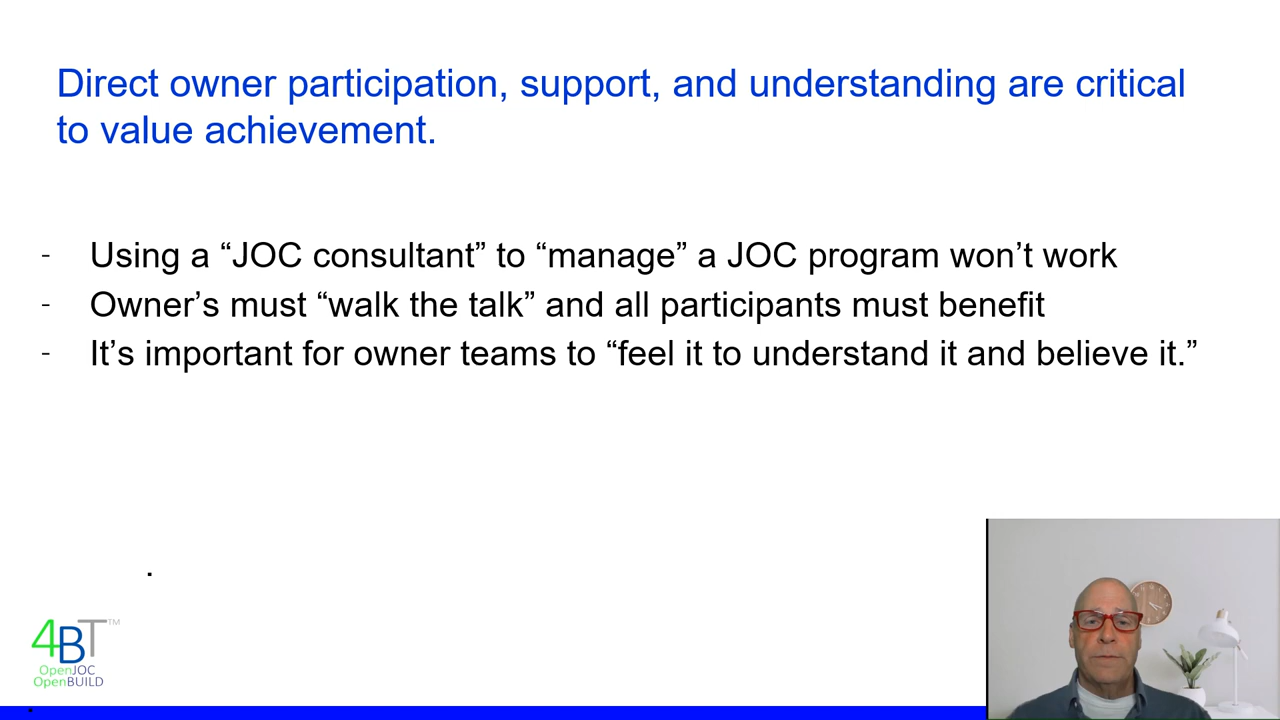 Direct owner participation, support, and understanding are critical
to value achievement.
- Using a “JOC consultant” to “manage” a JOC program won’t work
- Owner’s must “walk the talk” and all participants must benefit
- It’s important for owner teams to “feel it to understand it and believe it.”
.
4BT™
OpenJOC
OpenBUILD